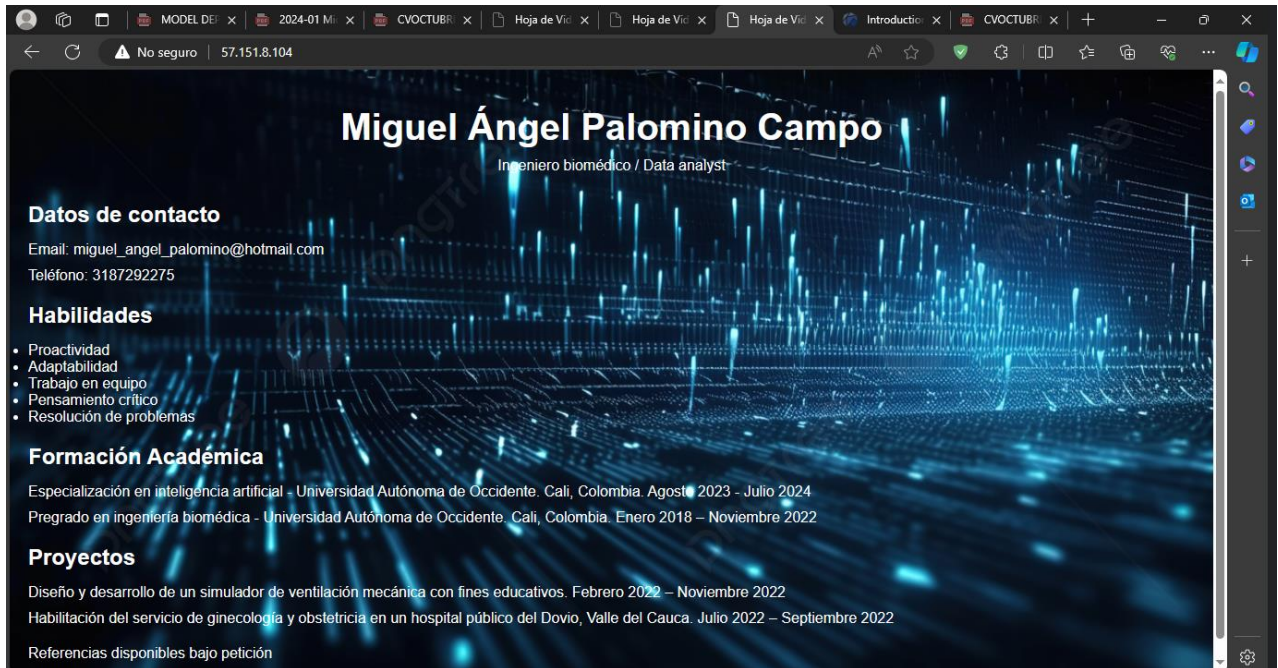 MODEL DEF
2024-01 Mi
CVOCTUBR
Hoja de Vid
Hoja de Vid
Hoja de Vid
Introduction
CVOCTUBR
No seguro
57.151.8.104
Miguel Ángel Palomino Campo
Ingeniero biomédico / Data analyst
Datos de contacto
Email: miguel_angel_palomino@hotmail.com
Teléfono: 3187292275
Habilidades
• Proactividad
• Adaptabilidad
• Trabajo en equipo
• Pensamiento crítico
• Resolución de problemas
Formación Académica
Especialización en inteligencia artificial - Universidad Autónoma de Occidente. Cali, Colombia. Agosto 2023 - Julio 2024
Pregrado en ingeniería biomédica - Universidad Autónoma de Occidente. Cali, Colombia. Enero 2018 – Noviembre 2022
Proyectos
Diseño y desarrollo de un simulador de ventilación mecánica con fines educativos. Febrero 2022 – Noviembre 2022
Habilitación del servicio de ginecología y obstetricia en un hospital público del Dovio, Valle del Cauca. Julio 2022 – Septiembre 2022
Referencias disponibles bajo petición